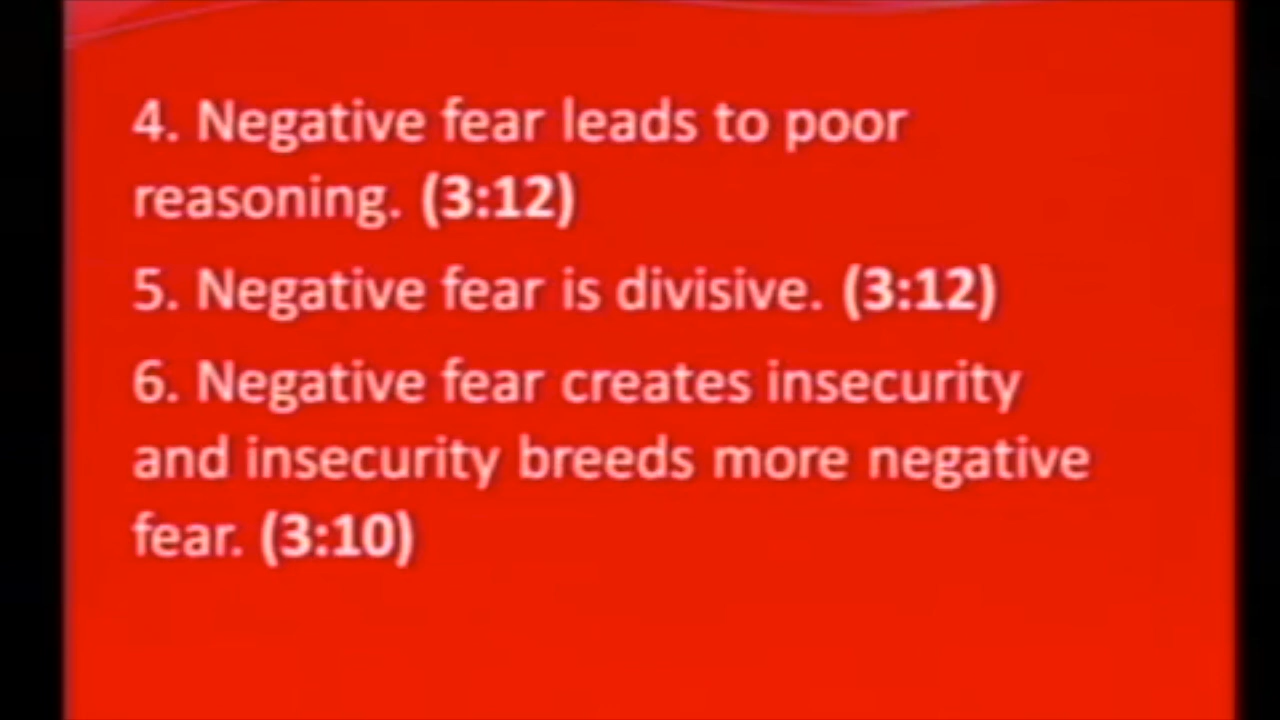 4. Negative fear leads to poor
reasoning. (3:12)
5. Negative fear is divisive. (3:12)
6. Negative fear creates insecurity
and insecurity breeds more negative
fear. (3:10)